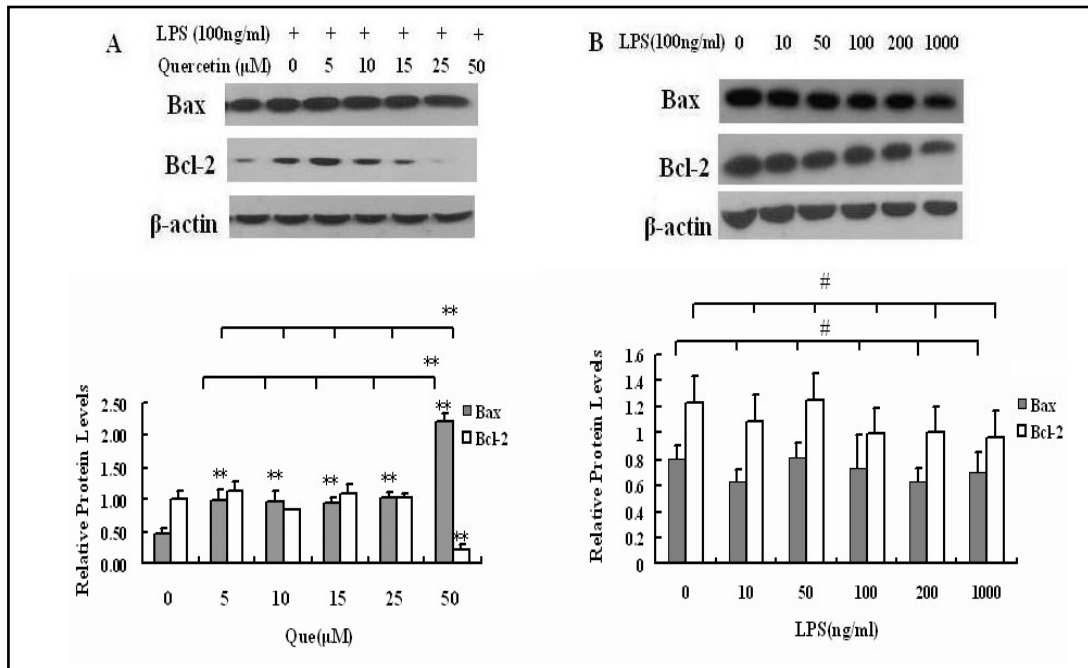 A
LPS (100ng/ml) + + + + + +
Quercetin (μM) 0 5 10 15 25 50
Bax
Bcl-2
β-actin
**
**
Relative Protein Levels
2.50
2.00
1.50
1.00
0.50
0.00
** ** ** ** ** **
Bax
Bcl-2
0 5 10 15 25 50
Que(μM)
B
LPS(100ng/ml) 0 10 50 100 200 1000
Bax
Bcl-2
β-actin
#
#
Relative Protein Levels
1.6
1.4
1.2
1
0.8
0.6
0.4
0.2
0
Bax
Bcl-2
0 10 50 100 200 1000
LPS(ng/ml)